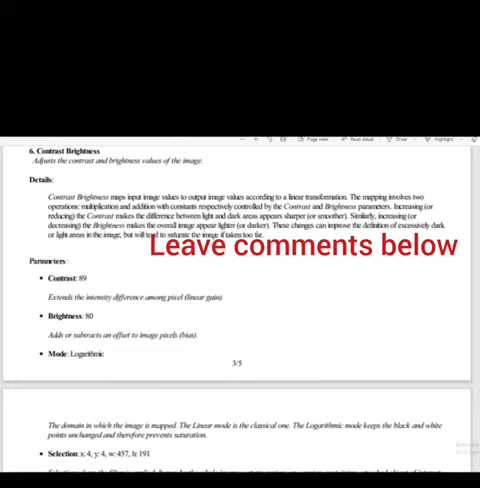 Page view
Read aloud
Draw
Highlight
6. Contrast Brightness
Adjusts the contrast and brightness values of the image.
Details:
Contrast Brightness maps input image values to output image values according to a linear transformation. The mapping involves two
operations: multiplication and addition with constants respectively controlled by the Contrast and Brightness parameters. Increasing (or
reducing) the Contrast makes the difference between light and dark areas appears sharper (or smoother). Similarly, increasing (or
decreasing) the Brightness makes the overall image appear lighter (or darker). These changes can improve the definition of excessively dark
or light areas in the image, but will tend to saturate the image if taken too far.
Leave comments below
Parameters:
• Contrast: 89
Extends the intensity difference among pixel (linear gain).
• Brightness: 80
Adds or subtracts an offset to image pixels (bias).
• Mode: Logarithmic
3/5
The domain in which the image is mapped. The Linear mode is the classical one. The Logarithmic mode keeps the black and white
points unchanged and therefore prevents saturation.
• Selection: x: 4, y: 4, w: 457, h: 191